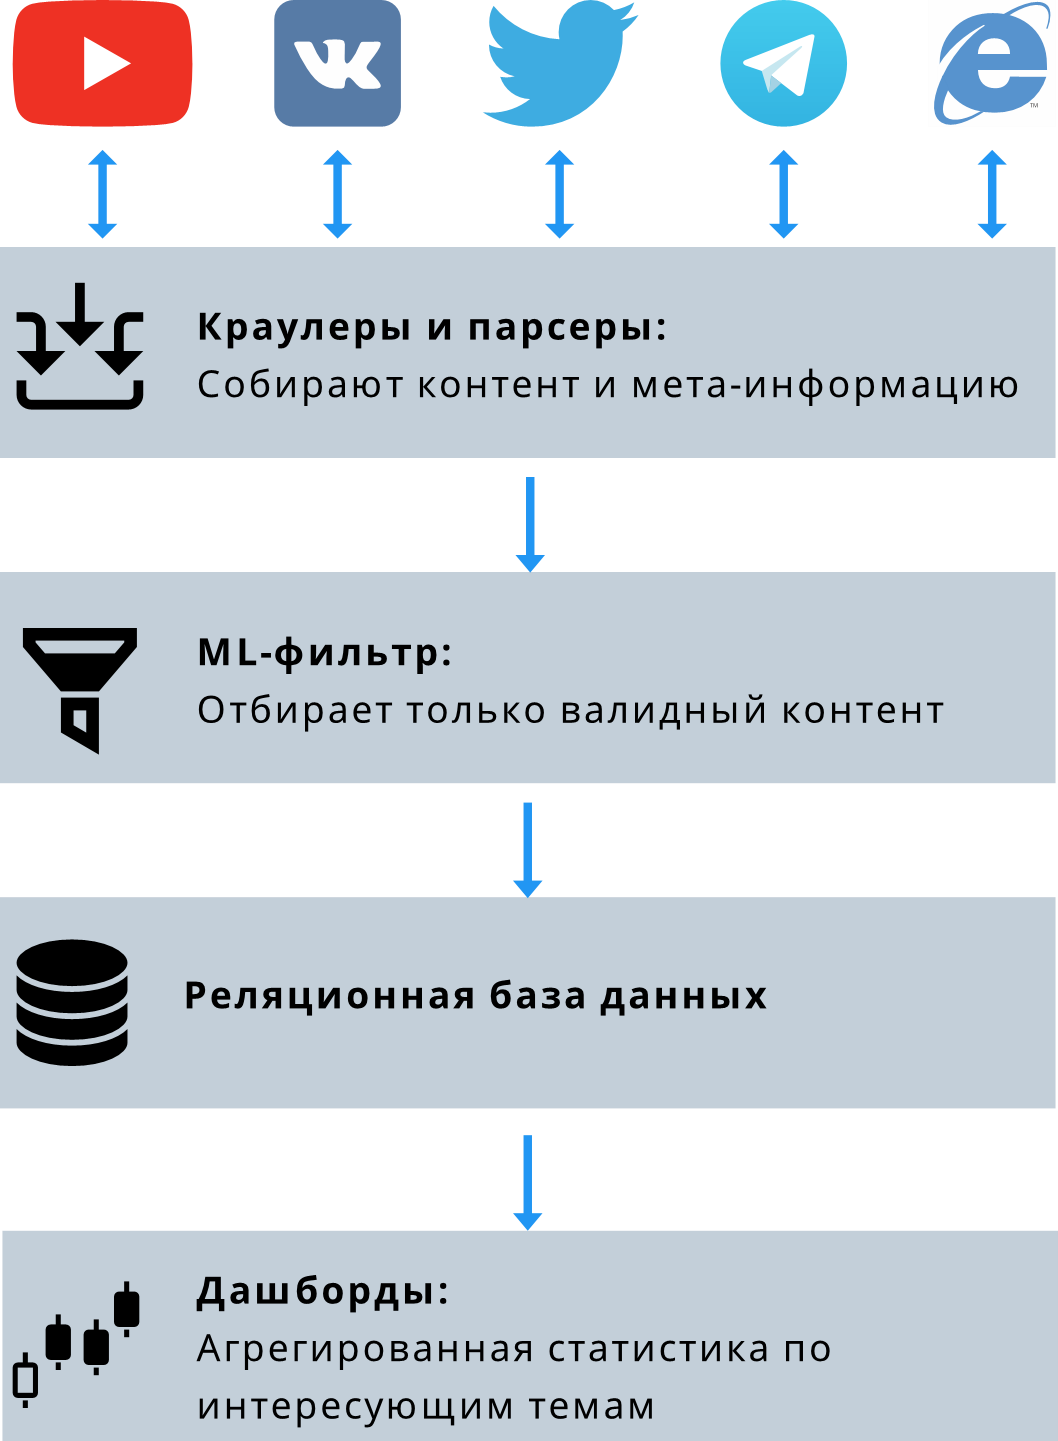 TM
Краулеры и парсеры:
Собирают контент и мета-информацию
ML-фильтр:
Отбирает только валидный контент
Реляционная база данных
Дашборды:
Агрегированная статистика по
интересующим темам